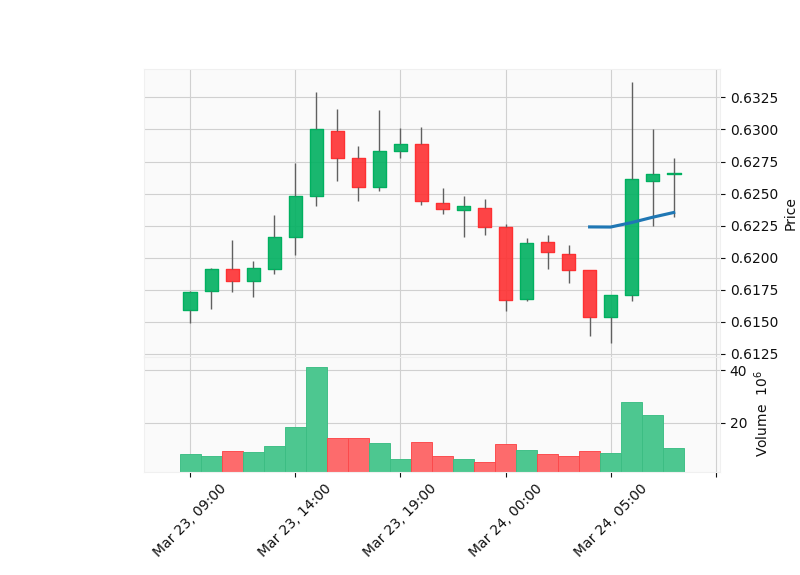 0.6325
0.6300
0.6275
0.6250
0.6225
0.6200
0.6175
0.6150
0.6125
Price
40
20
Volume 10⁶
Mar 23, 09:00
Mar 23, 14:00
Mar 23, 19:00
Mar 24, 00:00
Mar 24, 05:00